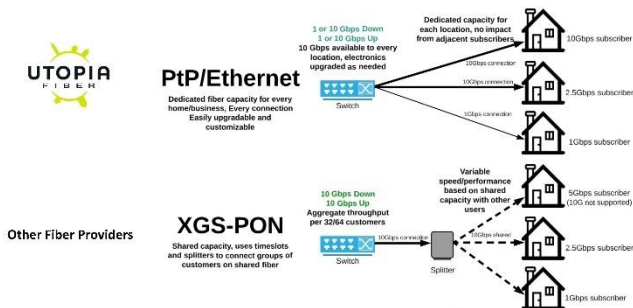 UTOPIA
FIBER
PtP/Ethernet
Dedicated fiber capacity for every
home/business, Every connection
Easily upgradable and
customizable
1 or 10 Gbps Down
1 or 10 Gbps Up
10 Gbps available to every
location, electronics
upgraded as needed
Switch
Dedicated capacity for
each location, no impact
from adjacent subscribers
10Gbps connection
10Gbps connection
1Gbps connection
10Gbps subscriber
2.5Gbps subscriber
1Gbps subscriber
Other Fiber Providers
XGS-PON
Shared capacity, uses timeslots
and splitters to connect groups of
customers on shared fiber
10 Gbps Down
10 Gbps Up
Aggregate throughput
per 32/64 customers
Switch
10Gbps connection
Splitter
Variable
speed/performance
based on shared
capacity with other
users
10Gbps shared
5Gbps subscriber
(10G not supported)
2.5Gbps subscriber
1Gbps subscriber